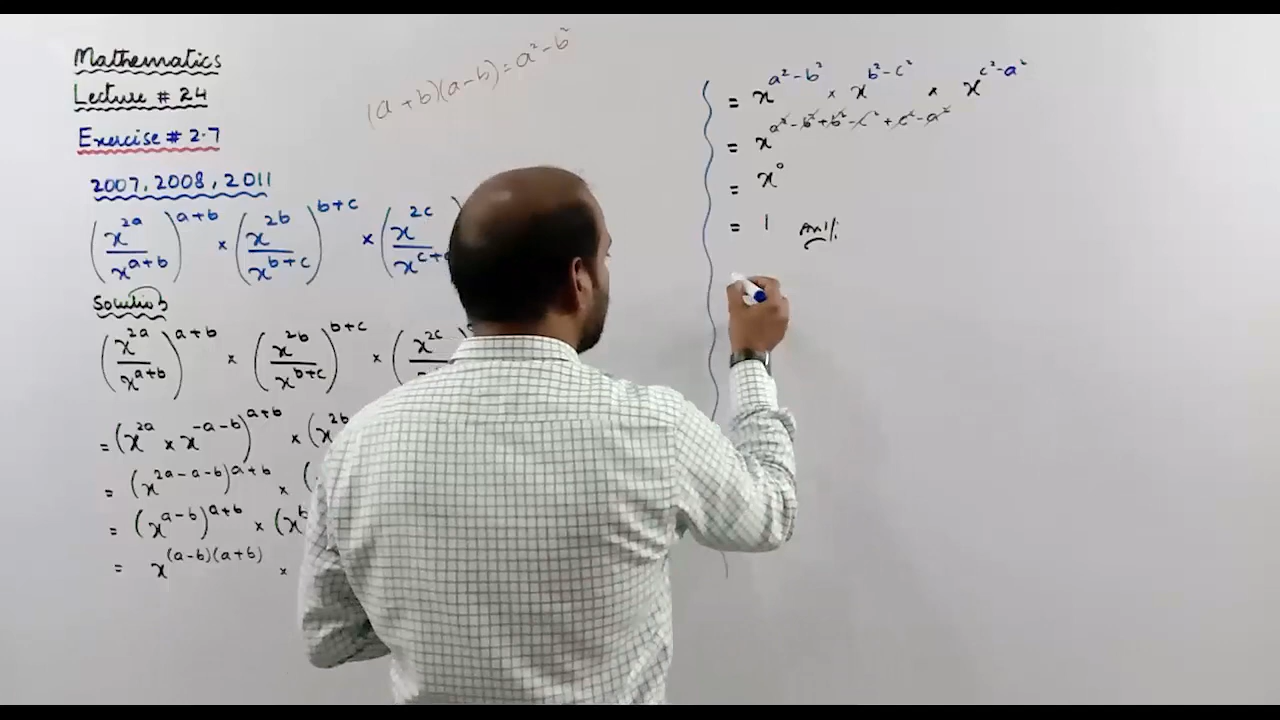 Mathematics
Lecture # 24
Exercise # 2.7
2007, 2008, 2011
(x^{2a}/x^{a+b})^{a+b} × (x^{2b}/x^{b+c})^{b+c} × (x^{2c}/x^{c+
Solution
(x^{2a}/x^{a+b})^{a+b} × (x^{2b}/x^{b+c})^{b+c} × (x^{2c}/
= (x^{2a} × x^{-a-b})^{a+b} × (x^{2b}
= (x^{2a-a-b})^{a+b} × (
= (x^{a-b})^{a+b} × (x^{b
= x^{(a-b)(a+b)} ×
(a+b)(a-b) = a²-b²
= x^{a²-b²} × x^{b²-c²} × x^{c²-a²}
= x^{a²-b²+b²-c²+c²-a²}
= x^0
= 1 Ans